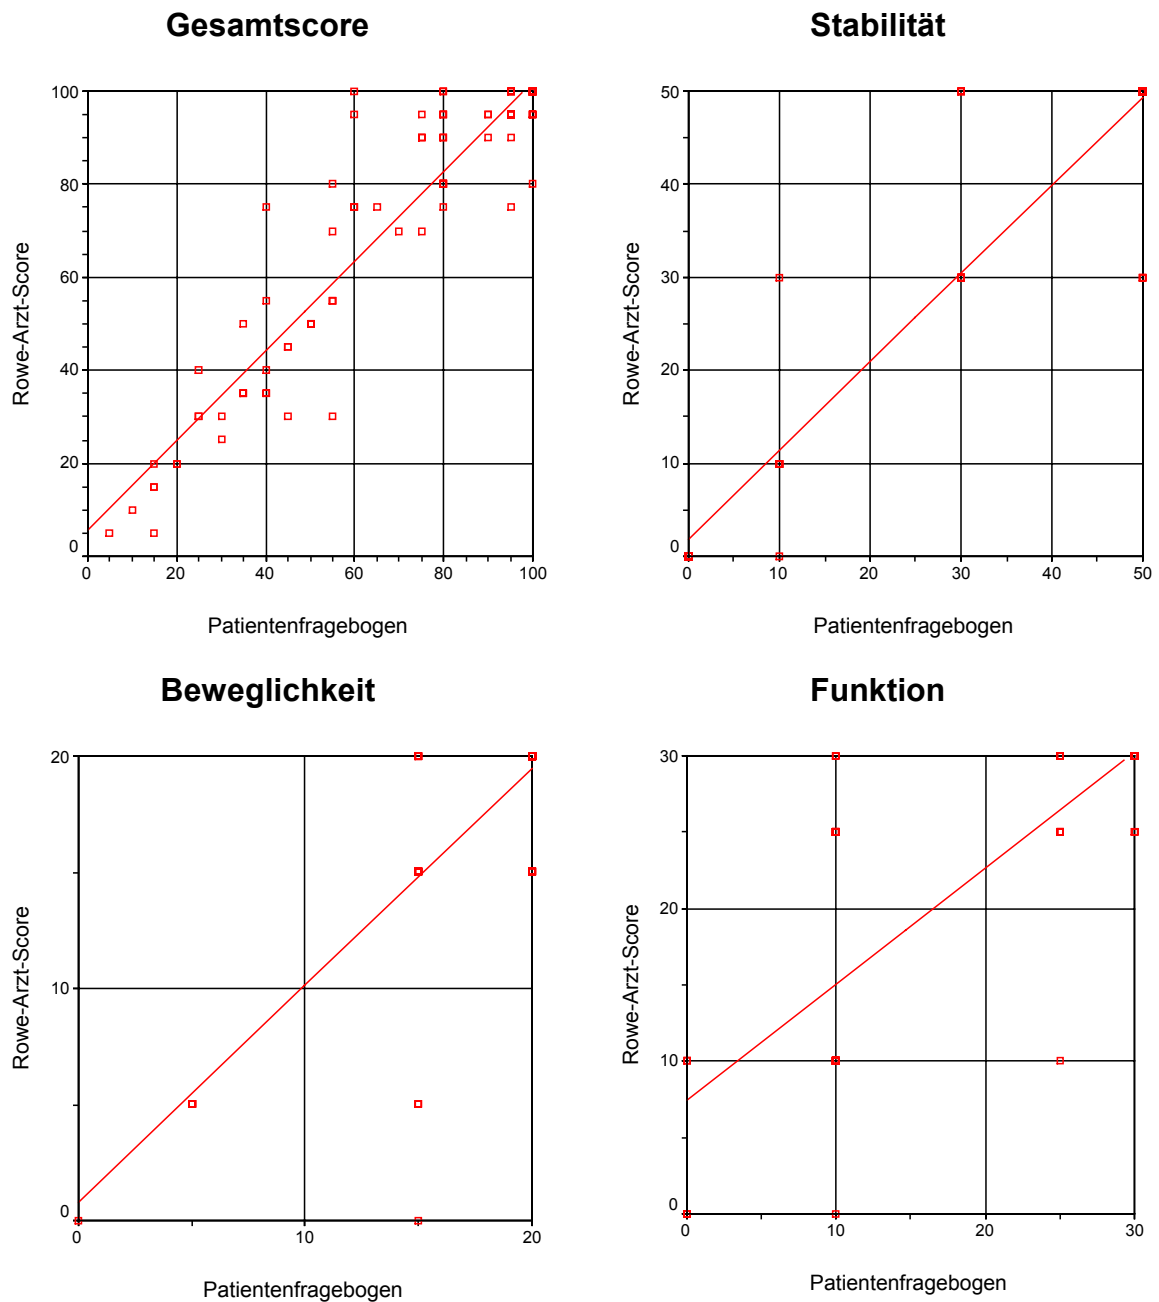 Gesamtscore
Rowe-Arzt-Score
100
80
60
40
20
0
0 20 40 60 80 100
Patientenfragebogen
Stabilität
Rowe-Arzt-Score
50
40
30
20
10
0
0 10 20 30 40 50
Patientenfragebogen
Beweglichkeit
Rowe-Arzt-Score
20
10
0
0 10 20
Patientenfragebogen
Funktion
Rowe-Arzt-Score
30
20
10
0
0 10 20 30
Patientenfragebogen